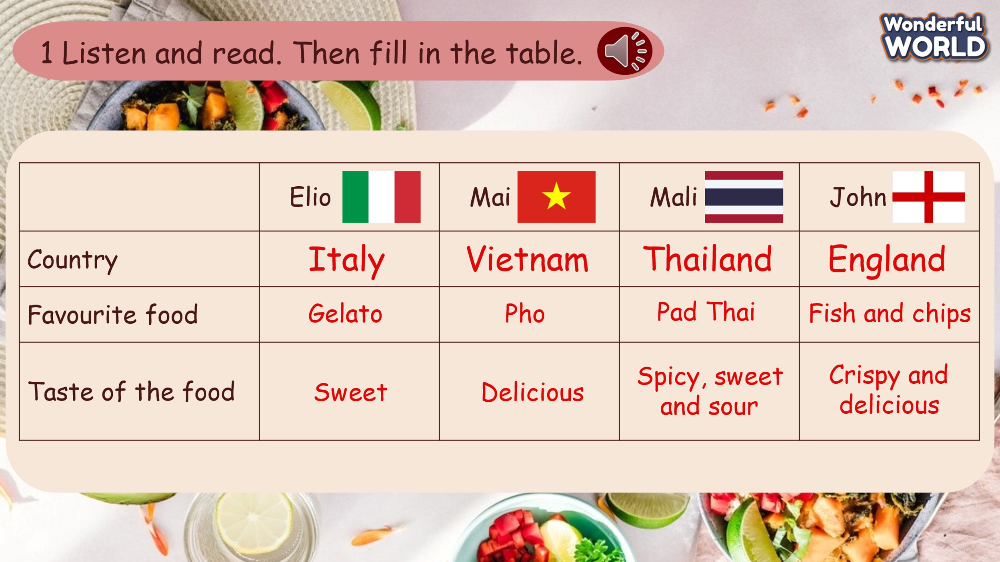 1 Listen and read. Then fill in the table.
Wonderful
WORLD
Elio Mai Mali John
Country Italy Vietnam Thailand England
Favourite food Gelato Pho Pad Thai Fish and chips
Taste of the food Sweet Delicious Spicy, sweet
and sour Crispy and
delicious